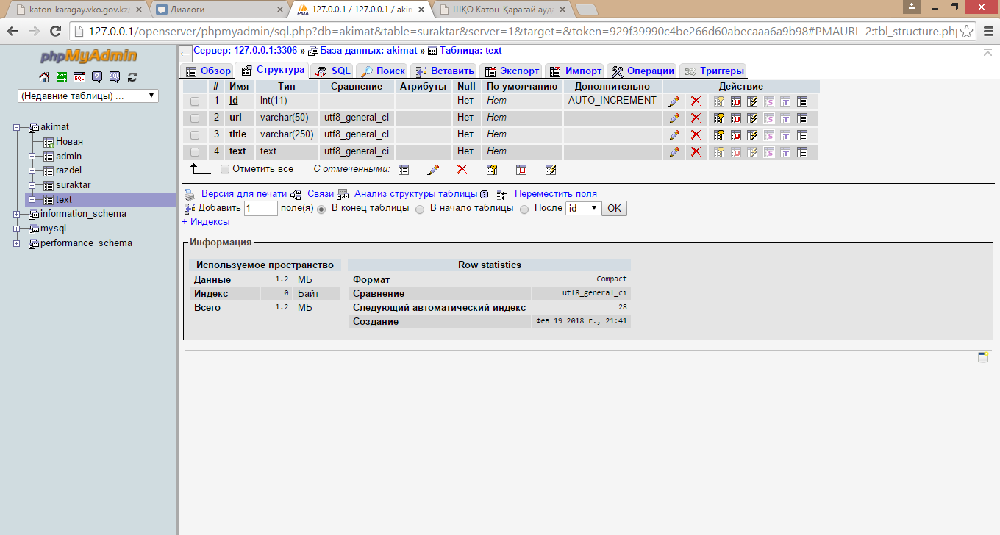 katon-karagay.vko.gov.kz/ Диалоги 127.0.0.1 / 127.0.0.1 / akim ШҚО Катон-Қарағай ауд
127.0.0.1/openserver/phpmyadmin/sql.php?db=akimat&table=suraktar&server=1&target=&token=929f39990c4be266d60abecaaa6a9b98#PMAURL-2:tbl_structure.php
phpMyAdmin
(Недавние таблицы) ...
akimat
Новая
admin
razdel
suraktar
text
information_schema
mysql
performance_schema
Сервер: 127.0.0.1:3306 » База данных: akimat » Таблица: text
Обзор Структура SQL Поиск Вставить Экспорт Импорт Операции Триггеры
# Имя Тип Сравнение Атрибуты Null По умолчанию Дополнительно Действие
1 id int(11) Нет Нет AUTO_INCREMENT
2 url varchar(50) utf8_general_ci Нет Нет
3 title varchar(250) utf8_general_ci Нет Нет
4 text text utf8_general_ci Нет Нет
Отметить все С отмеченными:
Версия для печати Связи Анализ структуры таблицы Переместить поля
Добавить 1 поле(я) В конец таблицы В начало таблицы После id OK
+ Индексы
Информация
Используемое пространство
Данные 1.2 МБ
Индекс 0 Байт
Всего 1.2 МБ
Row statistics
Формат Compact
Сравнение utf8_general_ci
Следующий автоматический индекс 28
Создание Фев 19 2018 г., 21:41